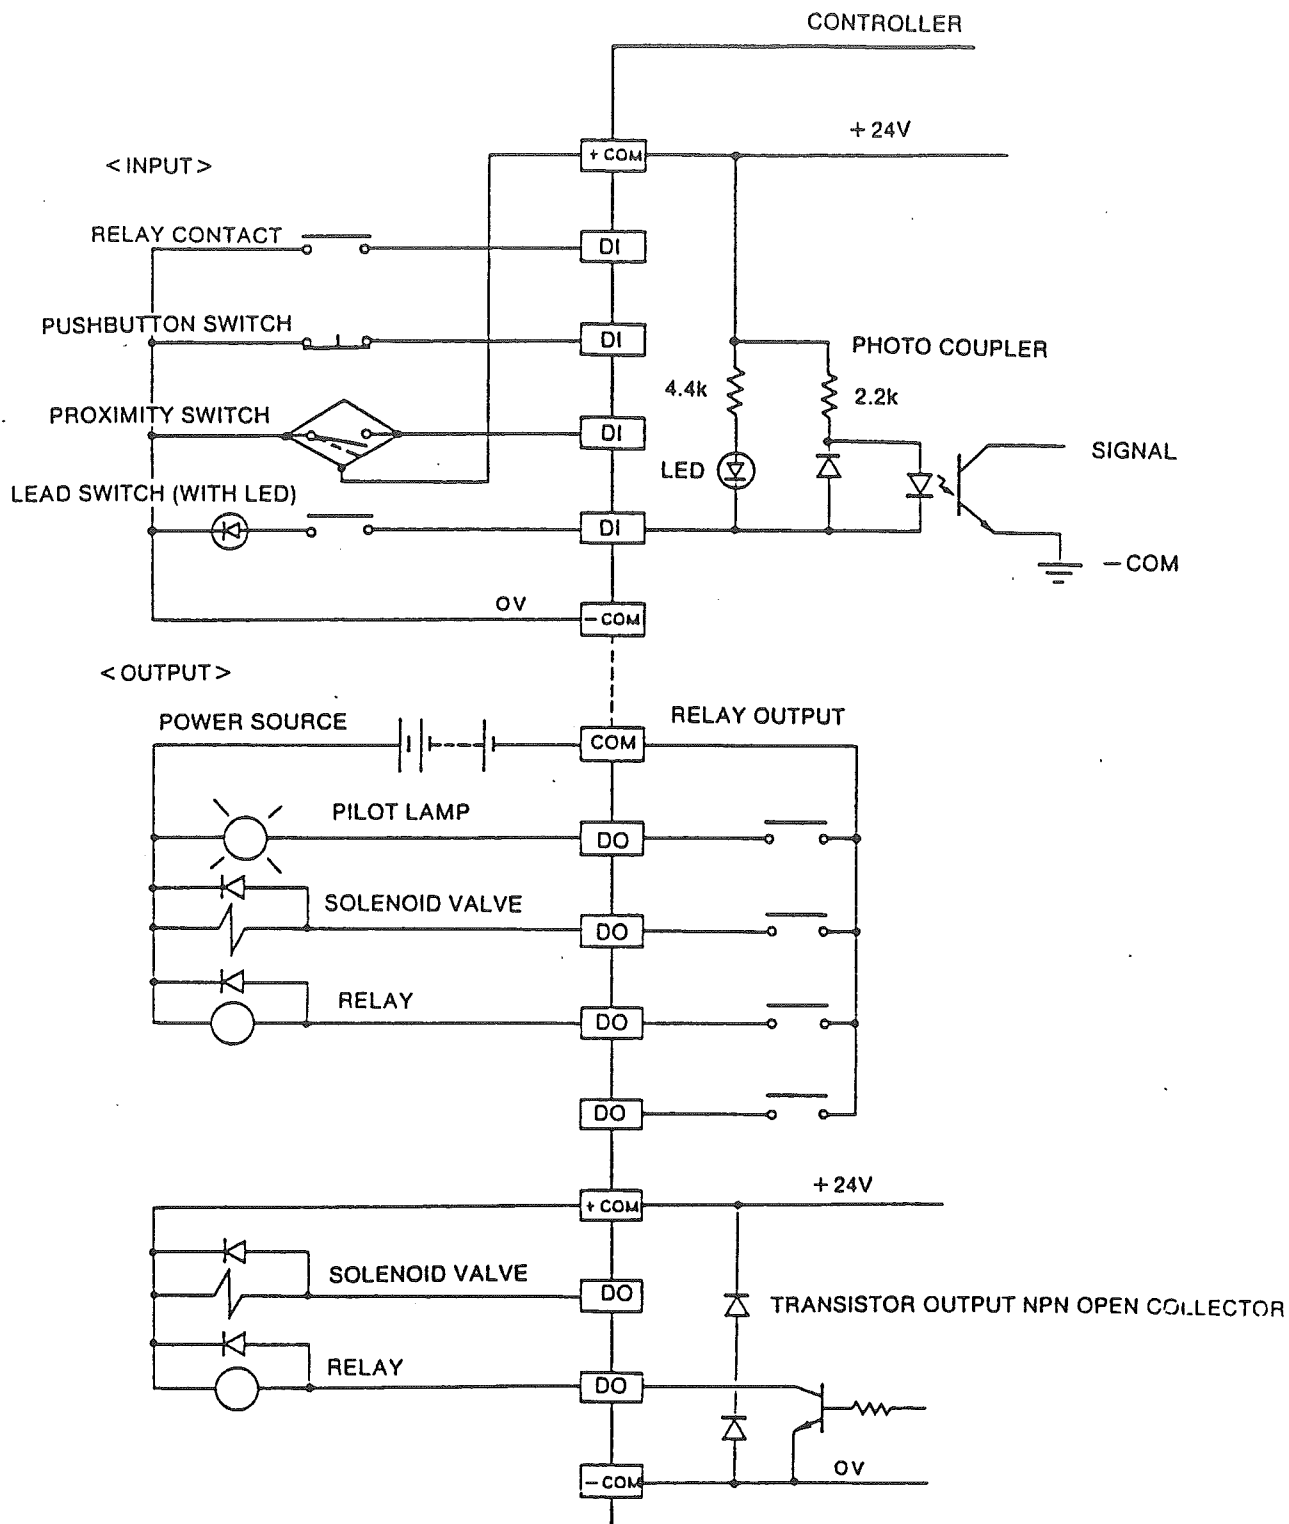 CONTROLLER
+24V
+COM
<INPUT>
RELAY CONTACT
DI
PUSHBUTTON SWITCH
DI
PHOTO COUPLER
4.4k
2.2k
PROXIMITY SWITCH
DI
LED
SIGNAL
LEAD SWITCH (WITH LED)
DI
-COM
0V
-COM
<OUTPUT>
POWER SOURCE
RELAY OUTPUT
COM
PILOT LAMP
DO
SOLENOID VALVE
DO
RELAY
DO
DO
+24V
+COM
SOLENOID VALVE
DO
TRANSISTOR OUTPUT NPN OPEN COLLECTOR
RELAY
DO
0V
-COM